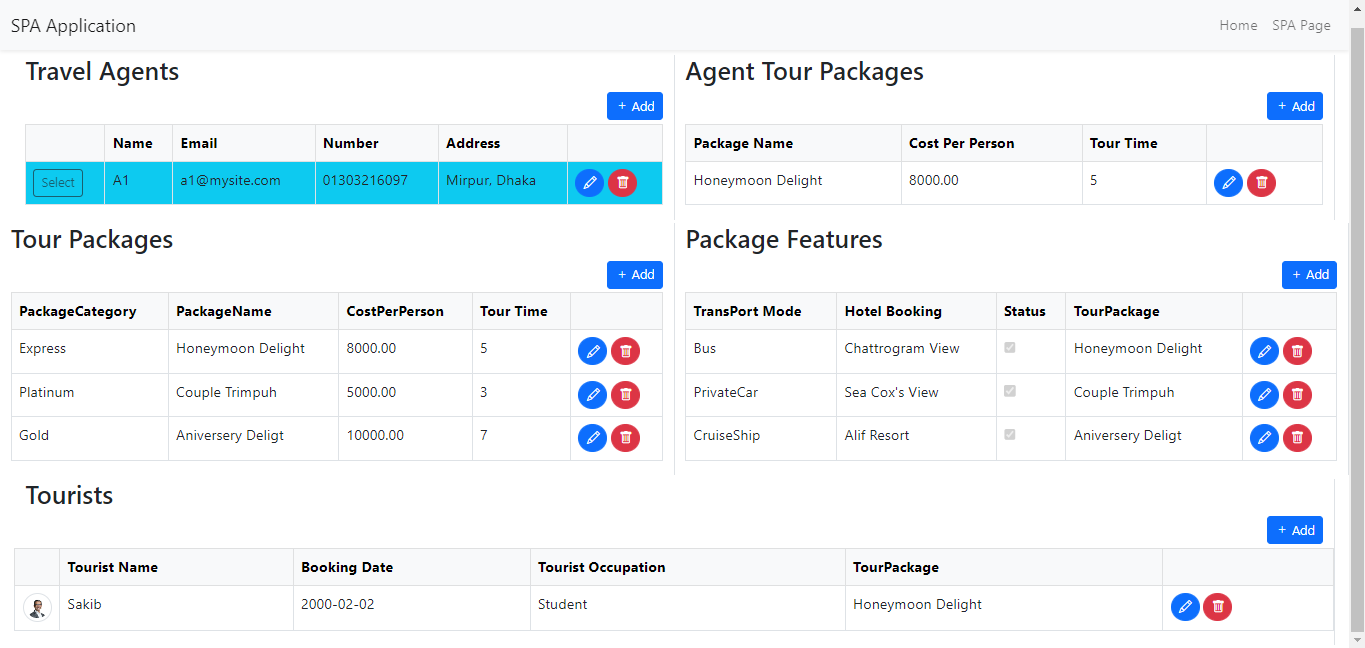 SPA Application Home SPA Page
Travel Agents
+ Add
Name Email Number Address
Select A1 a1@mysite.com 01303216097 Mirpur, Dhaka
Agent Tour Packages
+ Add
Package Name Cost Per Person Tour Time
Honeymoon Delight 8000.00 5
Tour Packages
+ Add
PackageCategory PackageName CostPerPerson Tour Time
Express Honeymoon Delight 8000.00 5
Platinum Couple Trimpuh 5000.00 3
Gold Aniversery Deligt 10000.00 7
Package Features
+ Add
TransPort Mode Hotel Booking Status TourPackage
Bus Chattrogram View Honeymoon Delight
PrivateCar Sea Cox's View Couple Trimpuh
CruiseShip Alif Resort Aniversery Deligt
Tourists
+ Add
Tourist Name Booking Date Tourist Occupation TourPackage
Sakib 2000-02-02 Student Honeymoon Delight